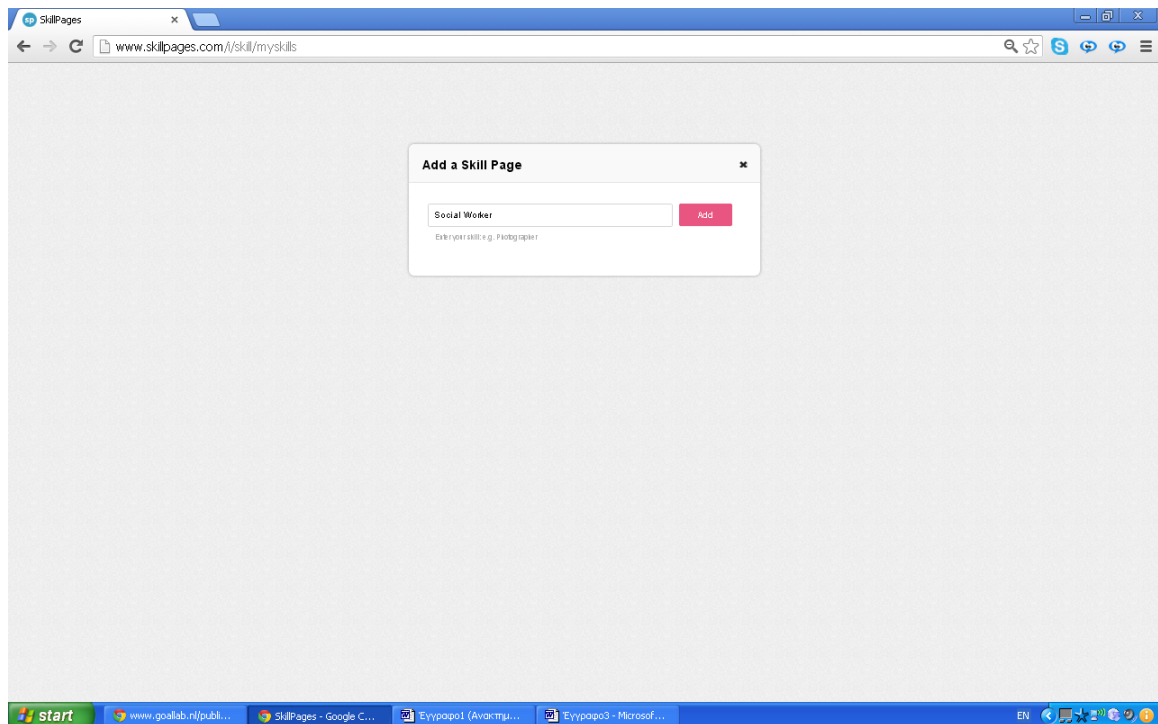 sp SkillPages
www.skillpages.com/i/skill/myskills
Add a Skill Page
Social Worker
Add
Enter your skill: e.g. Photographer
start
www.goallab.nl/publi...
SkillPages - Google C...
Έγγραφο1 (Ανακτημ...
Έγγραφο3 - Microsof...
EN